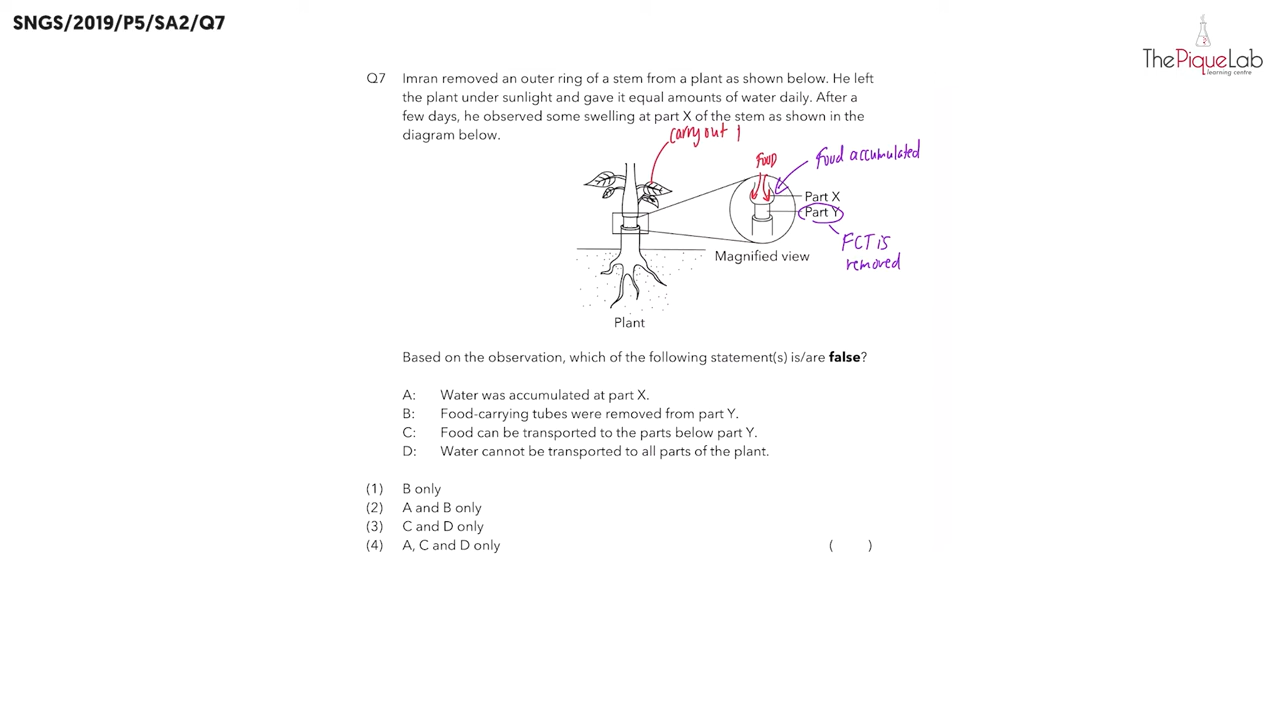 SNGS/2019/P5/SA2/Q7
ThePiqueLab
learning centre
Q7 Imran removed an outer ring of a stem from a plant as shown below. He left
the plant under sunlight and gave it equal amounts of water daily. After a
few days, he observed some swelling at part X of the stem as shown in the
diagram below.
carry out
FOOD
Food accumulated
Part X
Part Y
FCT is
removed
Magnified view
Plant
Based on the observation, which of the following statement(s) is/are false?
A: Water was accumulated at part X.
B: Food-carrying tubes were removed from part Y.
C: Food can be transported to the parts below part Y.
D: Water cannot be transported to all parts of the plant.
(1) B only
(2) A and B only
(3) C and D only
(4) A, C and D only ( )